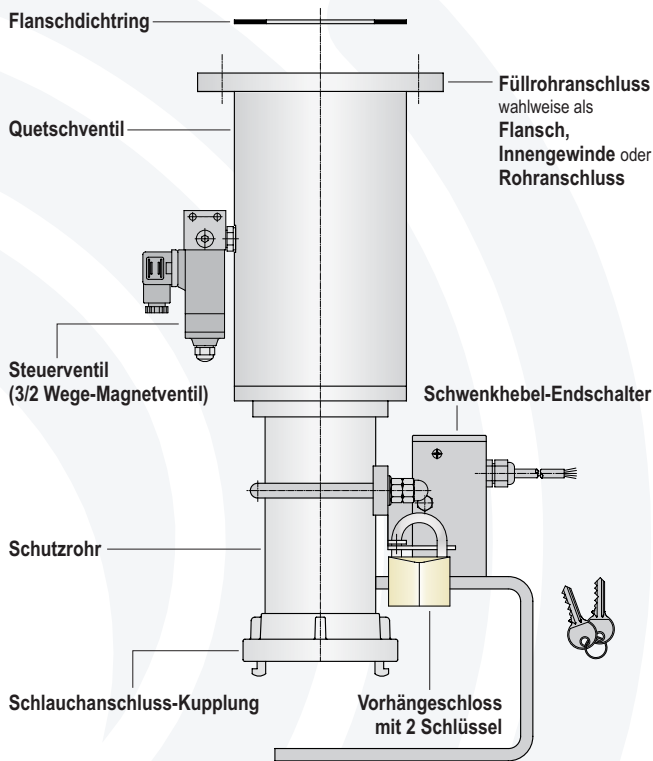 Flanschdichtring
Füllrohranschluss
wahlweise als
Flansch,
Innengewinde oder
Rohranschluss
Quetschventil
Steuerventil
(3/2 Wege-Magnetventil)
Schwenkhebel-Endschalter
Schutzrohr
Schlauchanschluss-Kupplung
Vorhängeschloss
mit 2 Schlüssel